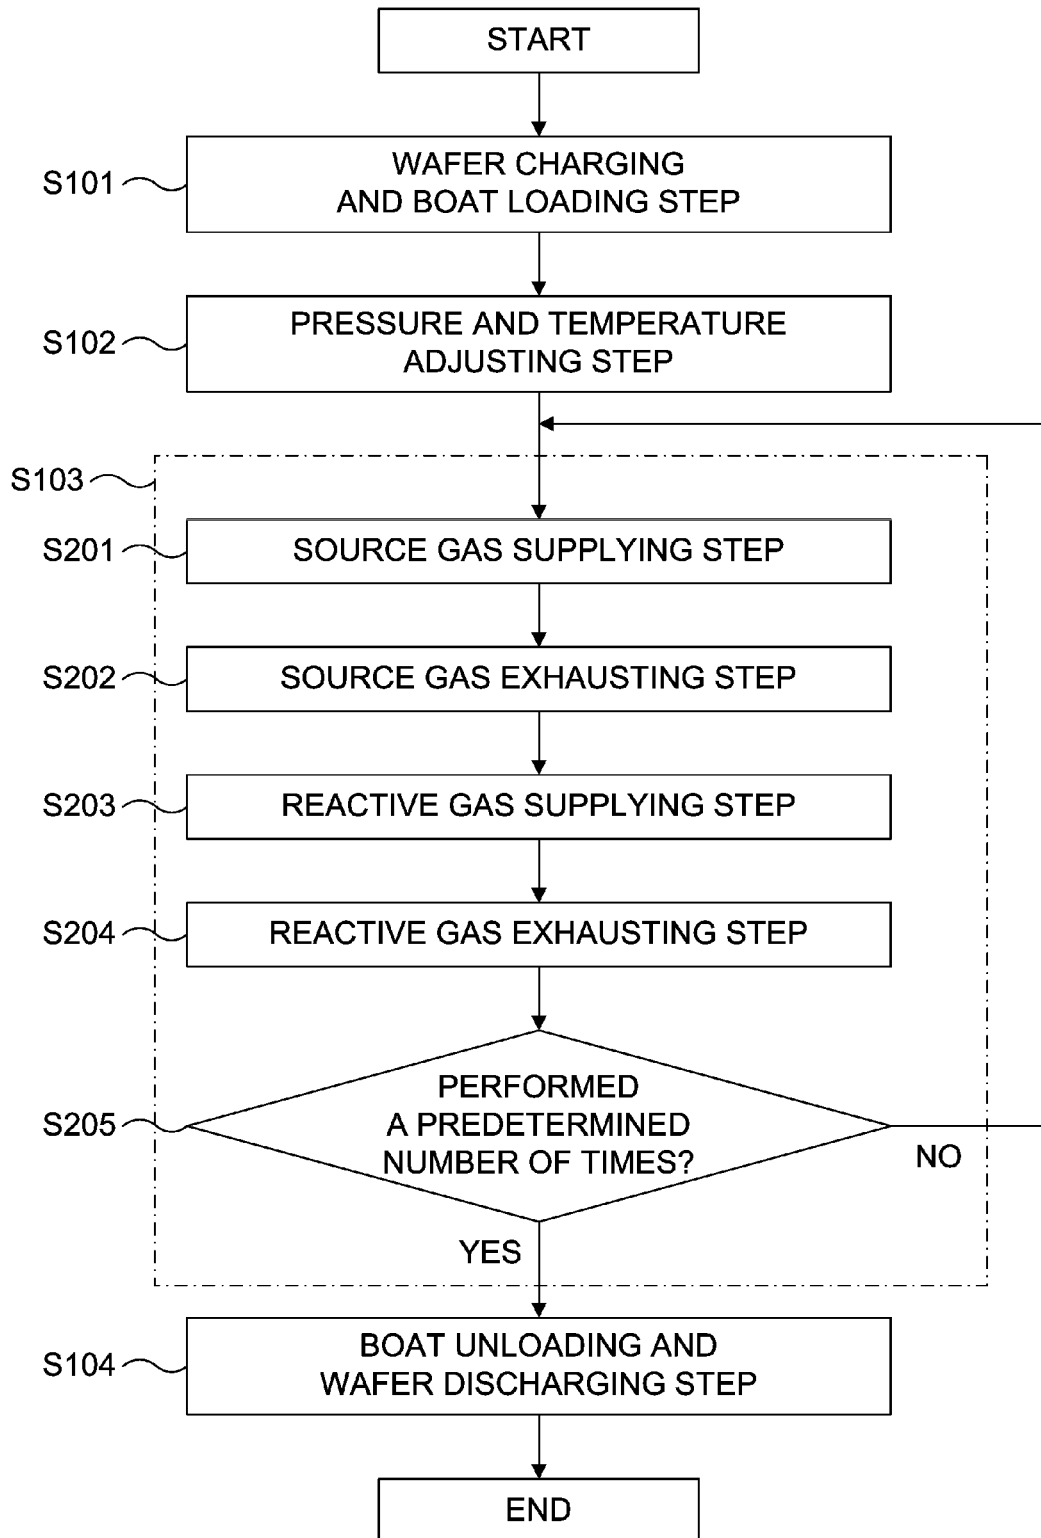 START
S101
WAFER CHARGING
AND BOAT LOADING STEP
S102
PRESSURE AND TEMPERATURE
ADJUSTING STEP
S103
S201
SOURCE GAS SUPPLYING STEP
S202
SOURCE GAS EXHAUSTING STEP
S203
REACTIVE GAS SUPPLYING STEP
S204
REACTIVE GAS EXHAUSTING STEP
S205
PERFORMED
A PREDETERMINED
NUMBER OF TIMES?
NO
YES
S104
BOAT UNLOADING AND
WAFER DISCHARGING STEP
END